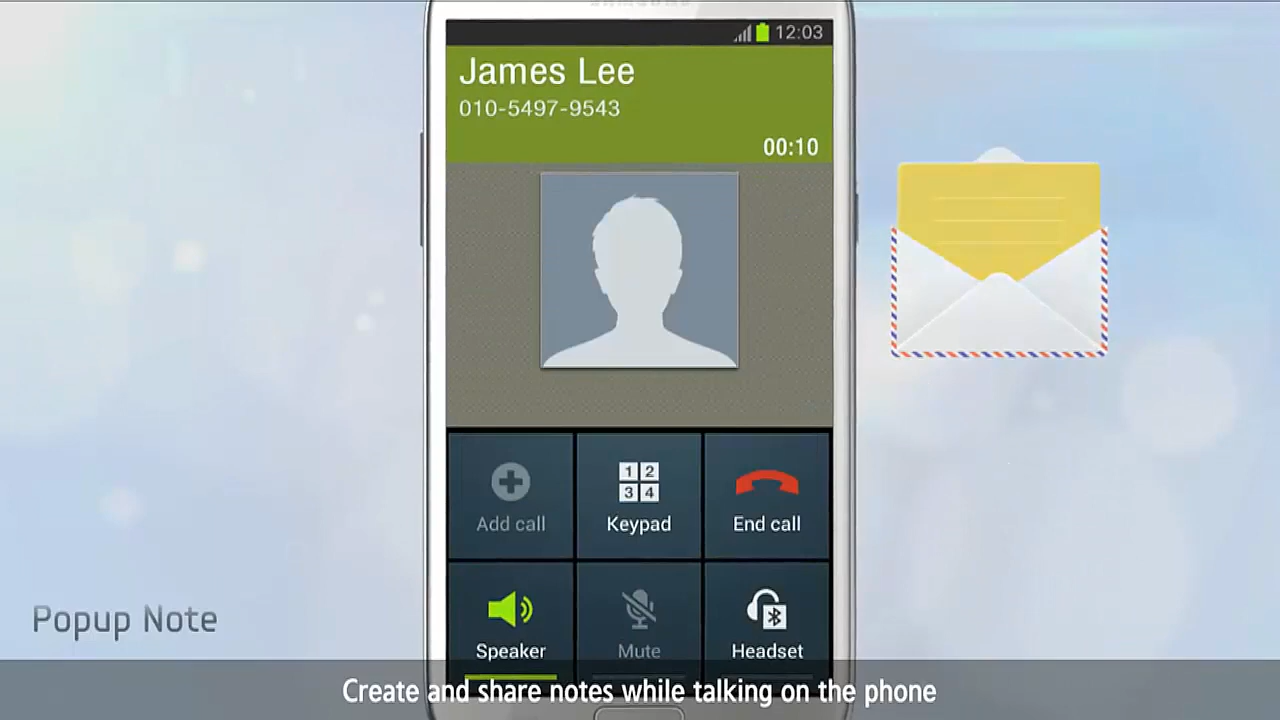 SAMSUNG
12:03
James Lee
010-5497-9543
00:10
Add call
1 2
3 4
Keypad
End call
Speaker
Mute
Headset
Popup Note
Create and share notes while talking on the phone